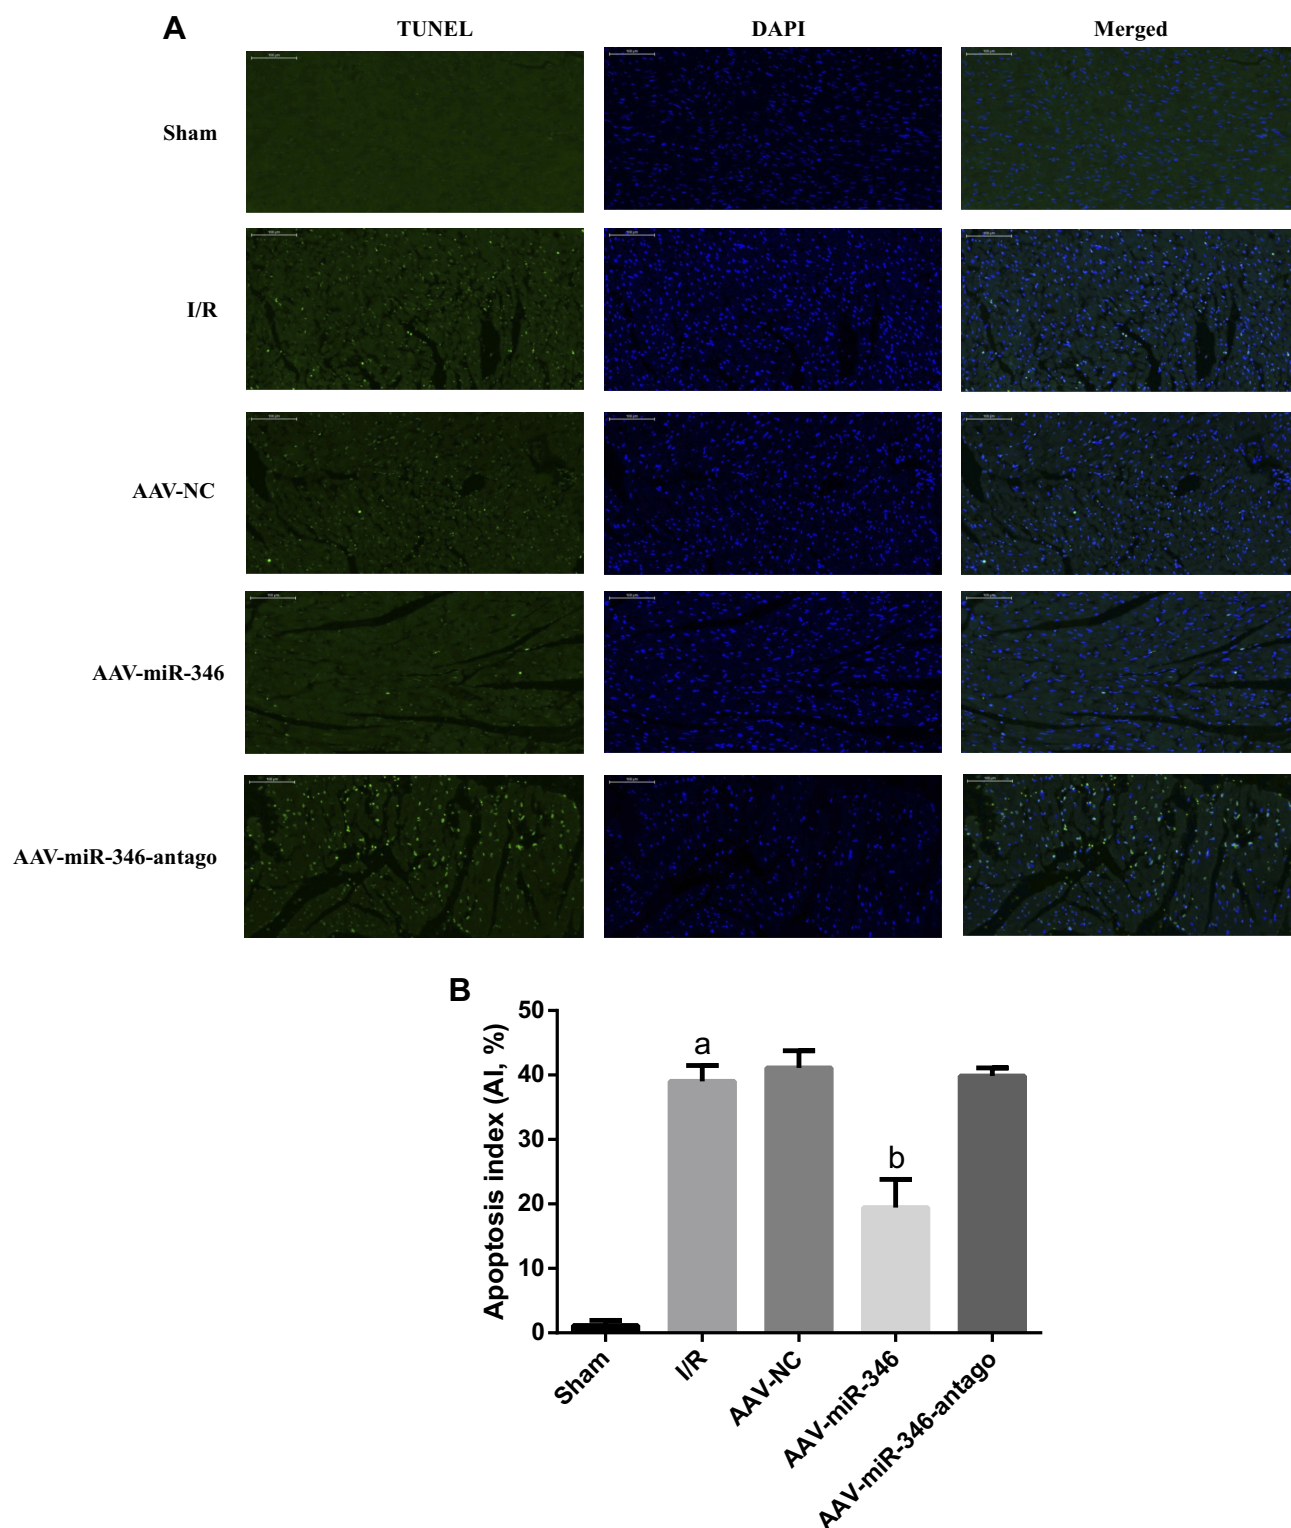 A
TUNEL DAPI Merged
Sham
I/R
AAV-NC
AAV-miR-346
AAV-miR-346-antago
B
Apoptosis index (AI, %)
50
40
30
20
10
0
a
b
Sham
I/R
AAV-NC
AAV-miR-346
AAV-miR-346-antago